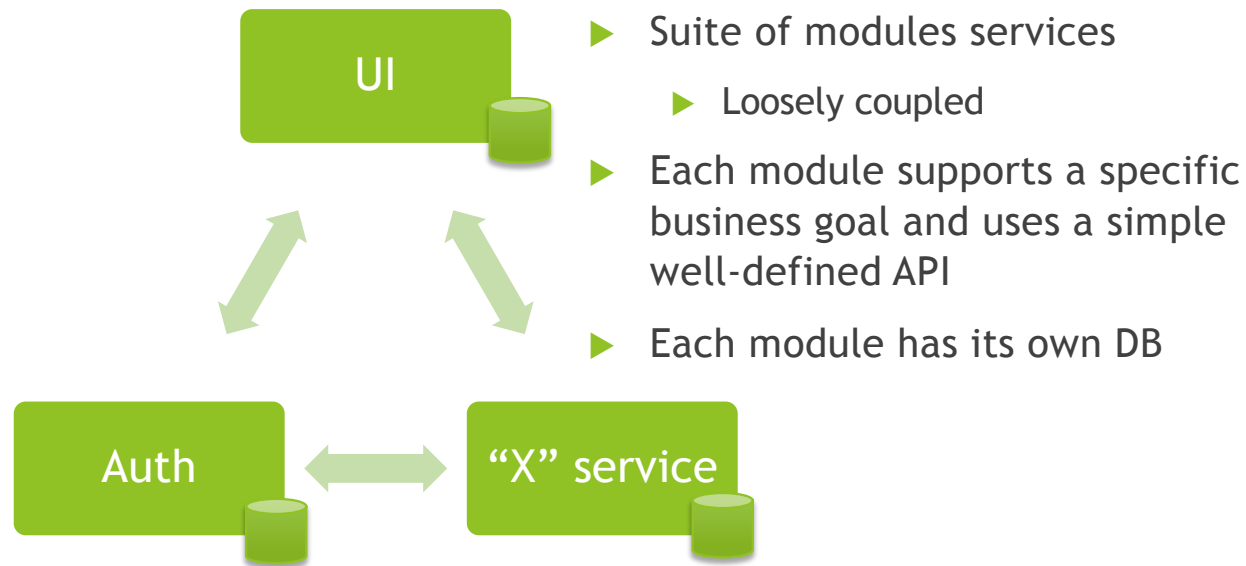 UI
Suite of modules services
Loosely coupled
Each module supports a specific
business goal and uses a simple
well-defined API
Each module has its own DB
Auth
“X” service